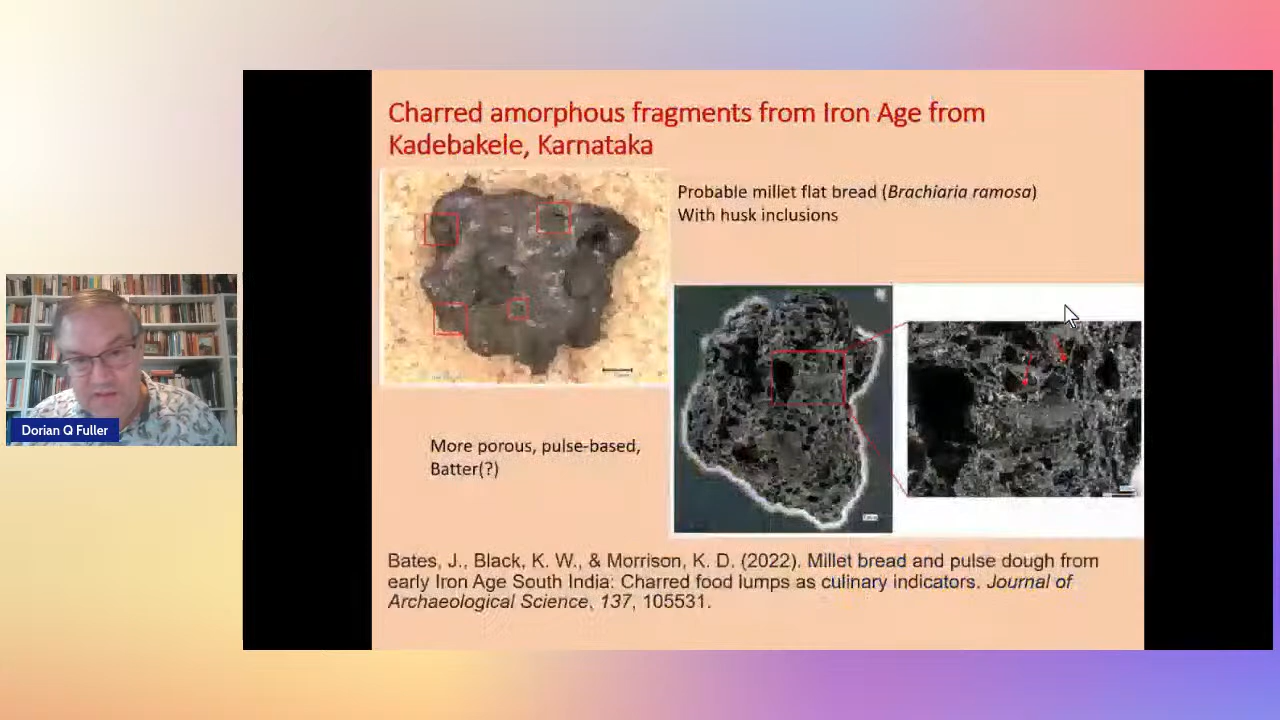 Charred amorphous fragments from Iron Age from
Kadebakele, Karnataka
Probable millet flat bread (Brachiaria ramosa)
With husk inclusions
Dorian Q Fuller
More porous, pulse-based,
Batter(?)
Bates, J., Black, K. W., & Morrison, K. D. (2022). Millet bread and pulse dough from
early Iron Age South India: Charred food lumps as culinary indicators. Journal of
Archaeological Science, 137, 105531.